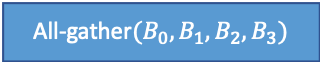 All-gather(B₀, B₁, B₂, B₃)